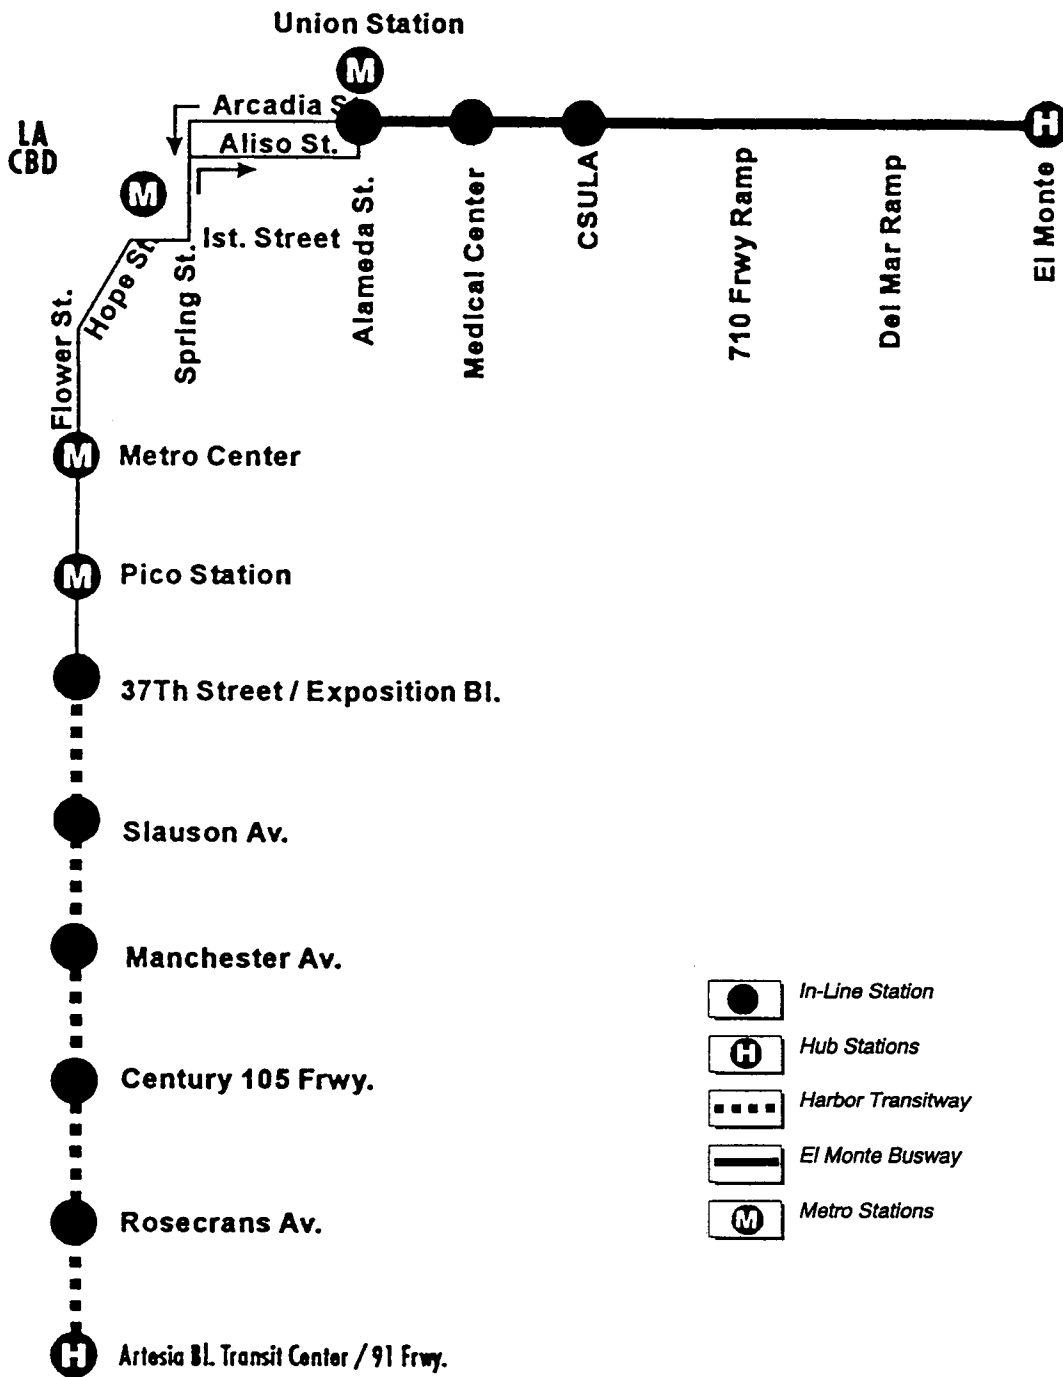 Union Station
M
Arcadia S
LA
CBD
Aliso St.
M
Ist. Street
Hope St.
Spring St.
Flower St.
Alameda St.
Medical Center
CSULA
710 Frwy Ramp
Del Mar Ramp
H
El Monte
M Metro Center
M Pico Station
37Th Street / Exposition Bl.
Slauson Av.
Manchester Av.
Century 105 Frwy.
Rosecrans Av.
H Artesia Bl. Transit Center / 91 Frwy.
In-Line Station
H Hub Stations
Harbor Transitway
El Monte Busway
M Metro Stations